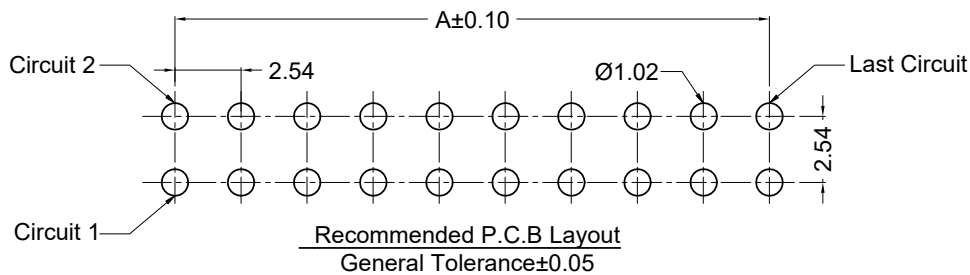 A±0.10
Circuit 2
2.54
Ø1.02
Last Circuit
2.54
Circuit 1
Recommended P.C.B Layout
General Tolerance±0.05